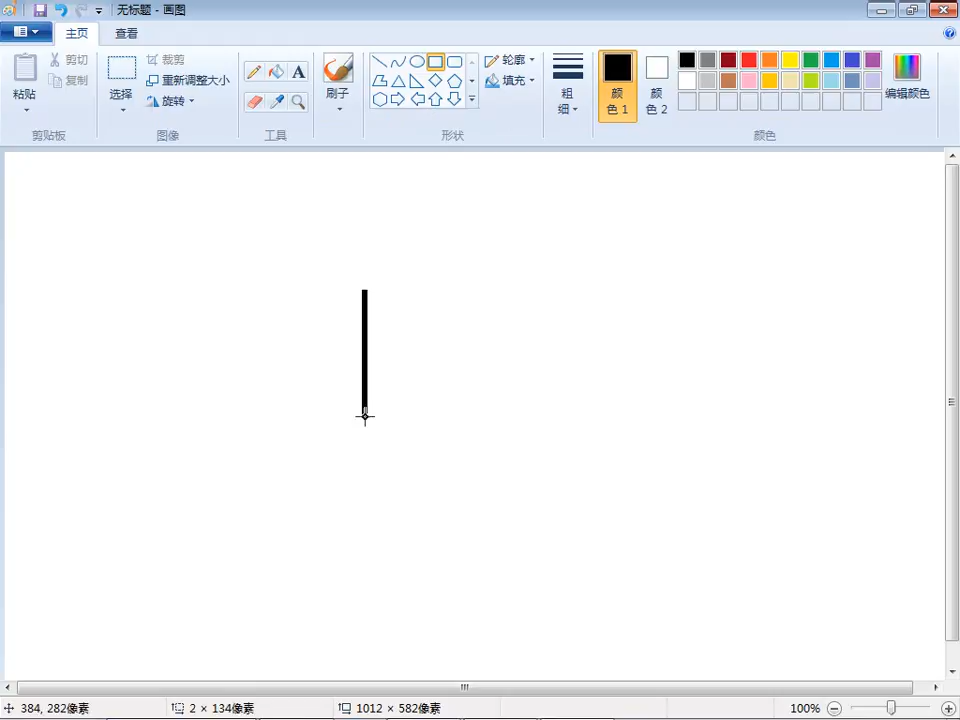 无标题 - 画图
主页
查看
粘贴
剪切
复制
剪贴板
选择
裁剪
重新调整大小
旋转
图像
A
工具
刷子
轮廓
填充
形状
粗细
颜色 1
颜色 2
编辑颜色
颜色
384, 282像素
2 × 134像素
1012 × 582像素
100%